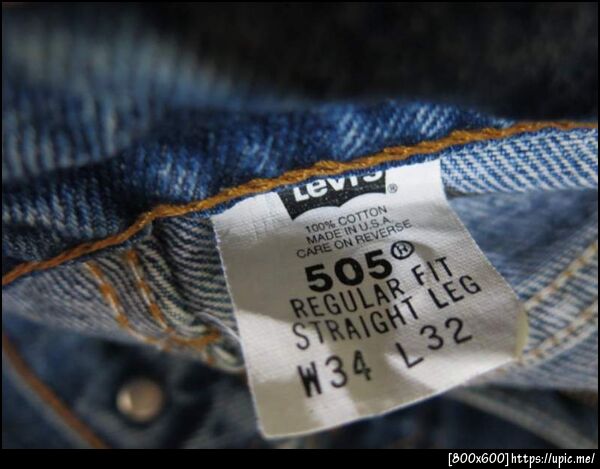 Levi's ®
100% COTTON
MADE IN U.S.A.
CARE ON REVERSE
505®
REGULAR FIT
STRAIGHT LEG
W34 L32
[800x600]https://upic.me/